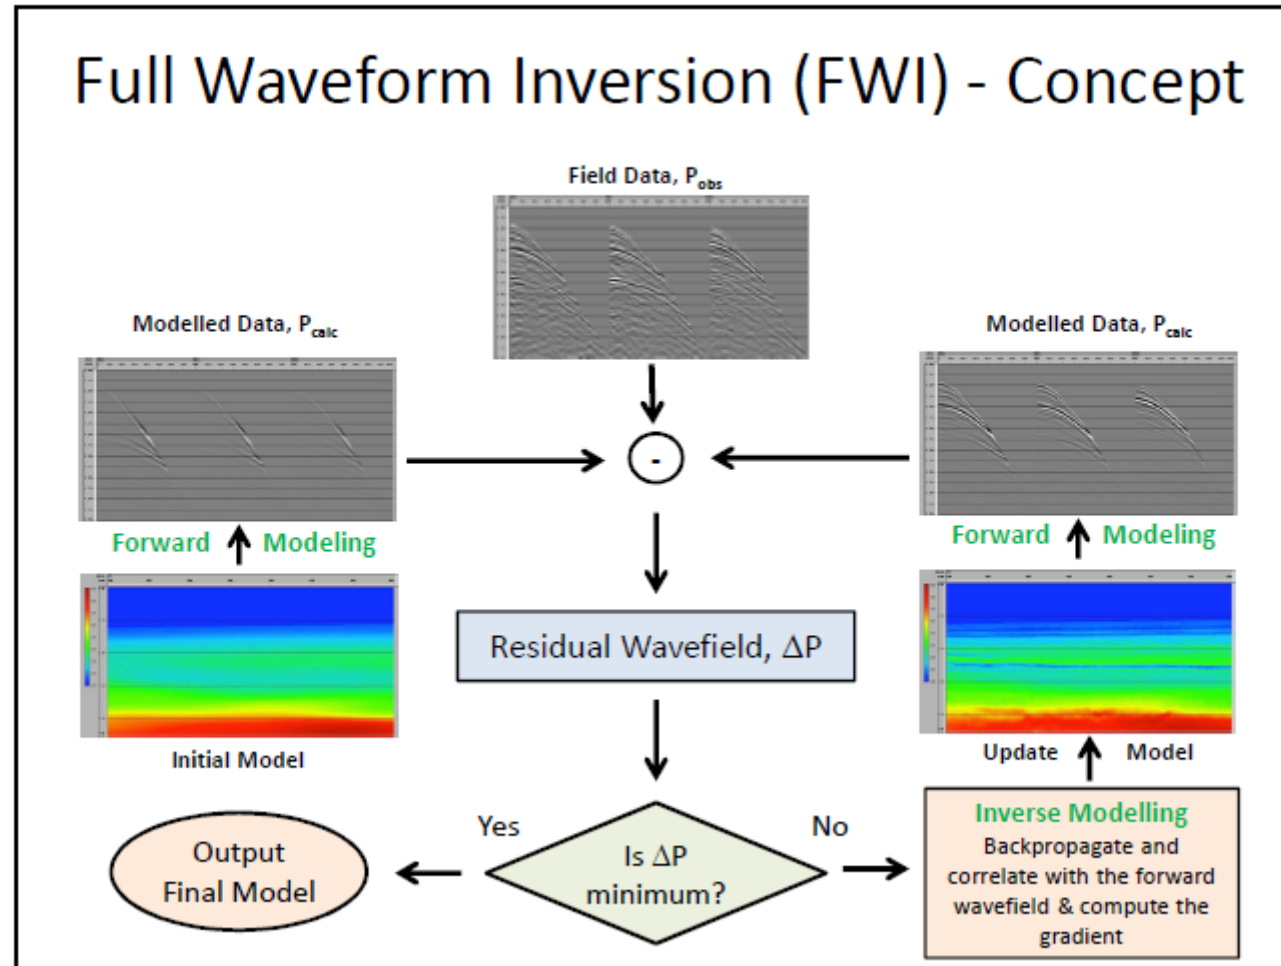 Full Waveform Inversion (FWI) - Concept
Field Data, Pobs
Modelled Data, Pcalc
Modelled Data, Pcalc
-
Forward Modeling
Forward Modeling
Residual Wavefield, ΔP
Initial Model
Update Model
Yes
No
Is ΔP
minimum?
Output
Final Model
Inverse Modelling
Backpropagate and
correlate with the forward
wavefield & compute the
gradient